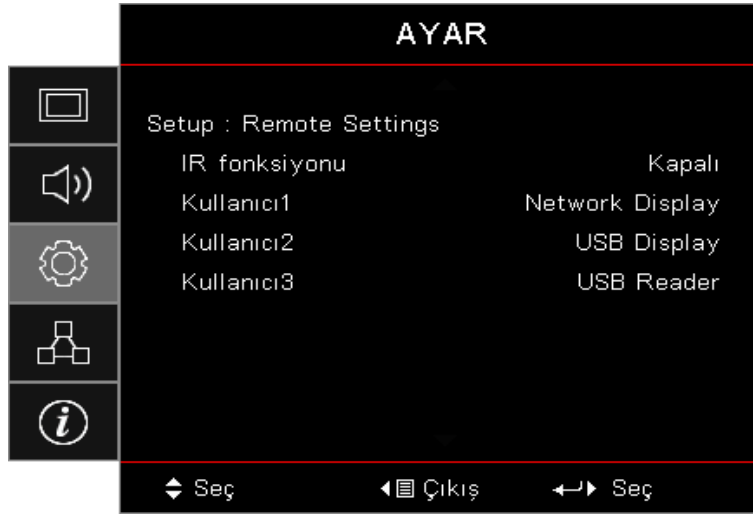 AYAR
Setup : Remote Settings
IR fonksiyonu Kapalı
Kullanıcı1 Network Display
Kullanıcı2 USB Display
Kullanıcı3 USB Reader
Seç Çıkış Seç